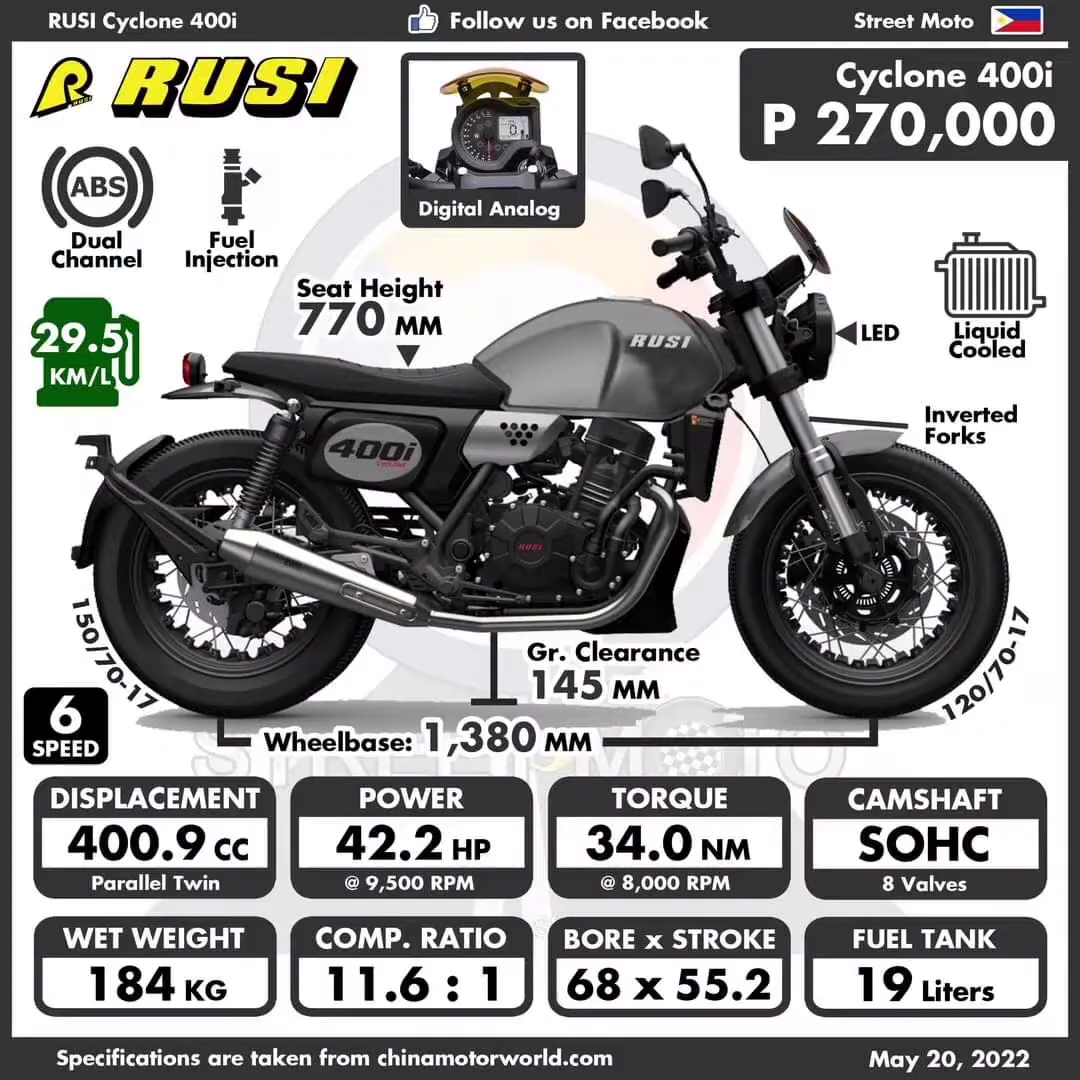 RUSI Cyclone 400i
Follow us on Facebook
Street Moto
R RUSI
RUSI
Cyclone 400i
P 270,000
ABS
Dual
Channel
Fuel
Injection
Digital Analog
Seat Height
770 MM
29.5
KM/L
RUSI
LED
Liquid
Cooled
Inverted
Forks
400i
CYCLONE
RUSI
150/70-17
120/70-17
Gr. Clearance
145 MM
6
SPEED
Wheelbase: 1,380 MM
STREET MOTO
DISPLACEMENT
400.9 CC
Parallel Twin
POWER
42.2 HP
@ 9,500 RPM
TORQUE
34.0 NM
@ 8,000 RPM
CAMSHAFT
SOHC
8 Valves
WET WEIGHT
184 KG
COMP. RATIO
11.6 : 1
BORE x STROKE
68 x 55.2
FUEL TANK
19 Liters
Specifications are taken from chinamotorworld.com
May 20, 2022